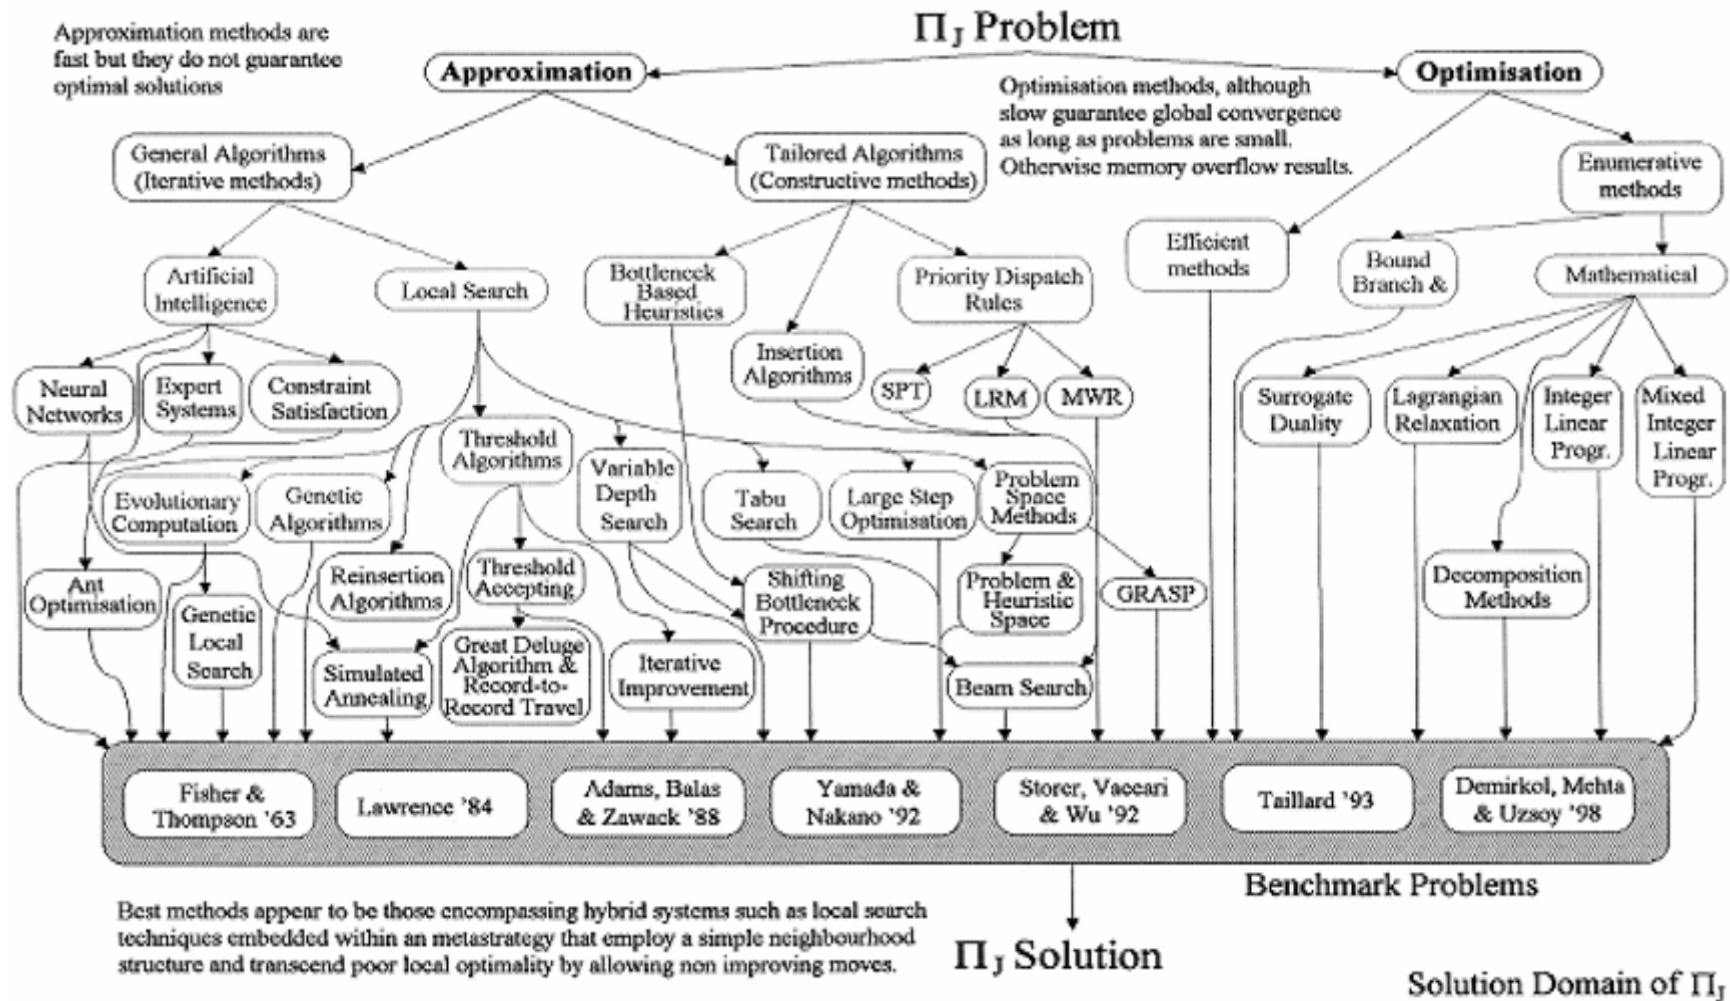 Π J Problem
Approximation methods are
fast but they do not guarantee
optimal solutions
Approximation
Optimisation
Optimisation methods, although
slow guarantee global convergence
as long as problems are small.
Otherwise memory overflow results.
General Algorithms
(Iterative methods)
Tailored Algorithms
(Constructive methods)
Enumerative
methods
Efficient
methods
Artificial
Intelligence
Local Search
Bottleneck
Based
Heuristics
Priority Dispatch
Rules
Bound
Branch &
Mathematical
Insertion
Algorithms
Neural
Networks
Expert
Systems
Constraint
Satisfaction
SPT
LRM
MWR
Surrogate
Duality
Lagrangian
Relaxation
Integer
Linear
Progr.
Mixed
Integer
Linear
Progr.
Threshold
Algorithms
Variable
Depth
Search
Evolutionary
Computation
Genetic
Algorithms
Tabu
Search
Large Step
Optimisation
Problem
Space
Methods
Ant
Optimisation
Genetic
Local
Search
Reinsertion
Algorithms
Threshold
Accepting
Shifting
Bottleneck
Procedure
Problem &
Heuristic
Space
GRASP
Decomposition
Methods
Simulated
Annealing
Great Deluge
Algorithm &
Record-to-
Record Travel
Iterative
Improvement
Beam Search
Fisher &
Thompson '63
Lawrence '84
Adams, Balas
& Zawack '88
Yamada &
Nakano '92
Storer, Vaccari
& Wu '92
Taillard '93
Demirkol, Mehta
& Uzsoy '98
Benchmark Problems
Best methods appear to be those encompassing hybrid systems such as local search
techniques embedded within an metastrategy that employ a simple neighbourhood
structure and transcend poor local optimality by allowing non improving moves.
Π J Solution
Solution Domain of Π J